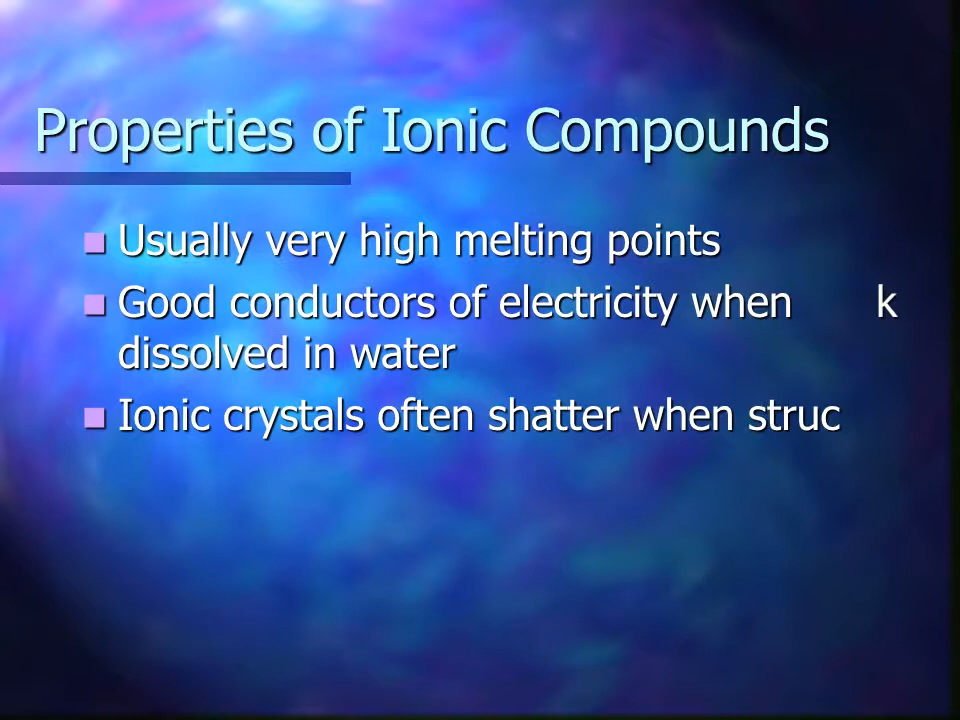 Properties of Ionic Compounds
Usually very high melting points
Good conductors of electricity when k
dissolved in water
Ionic crystals often shatter when struc